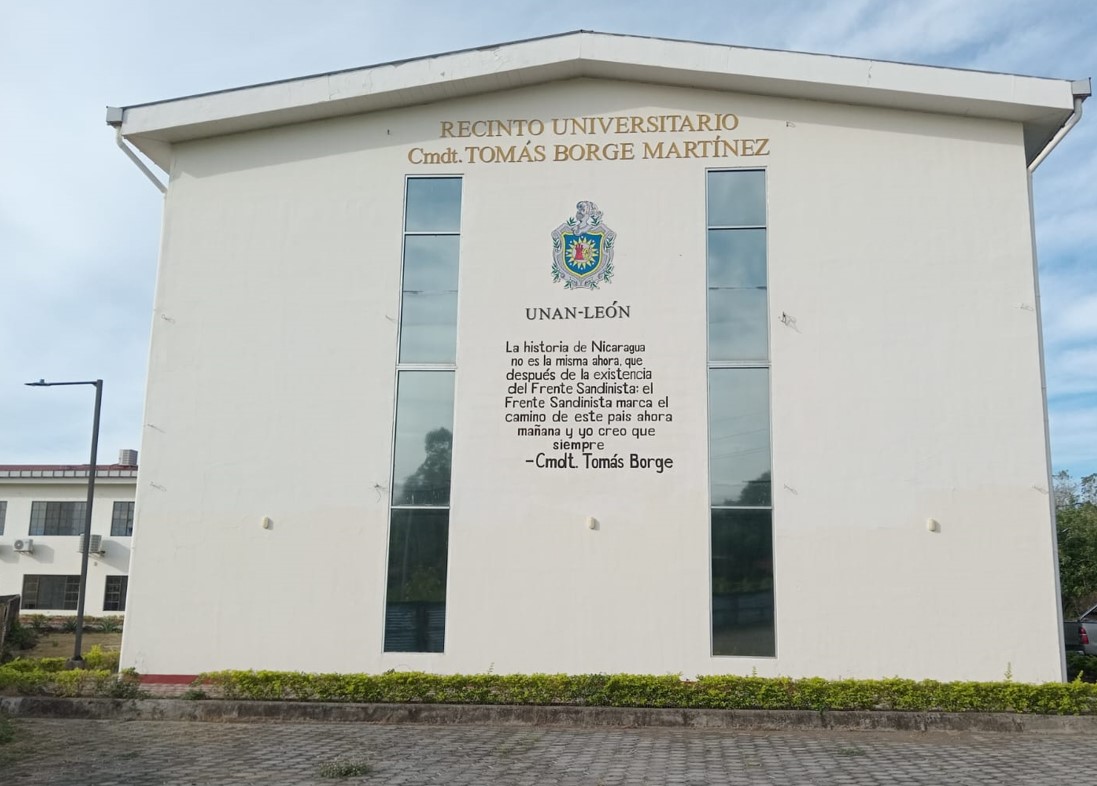 RECINTO UNIVERSITARIO
Cmdt. TOMÁS BORGE MARTÍNEZ
UNAN-LEÓN
La historia de Nicaragua
no es la misma ahora, que
después de la existencia
del Frente Sandinista: el
Frente Sandinista marca el
camino de este pais ahora
mañana y yo creo que
siempre
-Cmdt. Tomás Borge